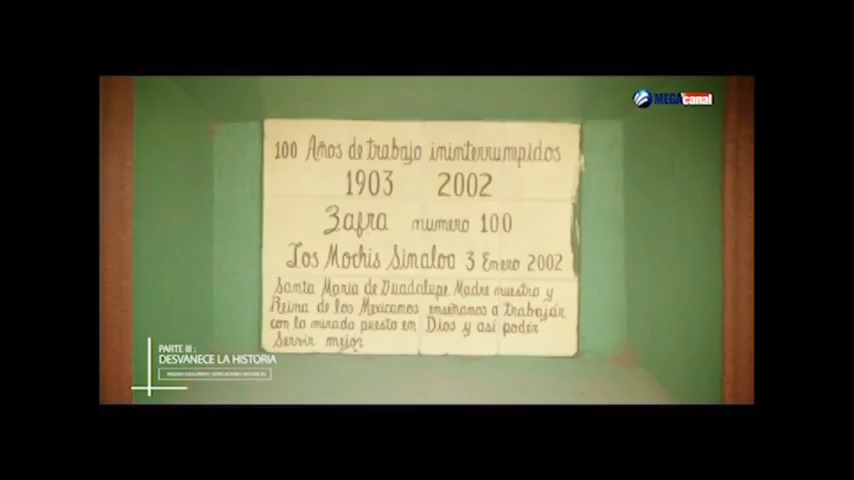 MEGAcanal
100 Años de trabajo ininterrumpidos
1903 2002
Zafra numero 100
Los Mochis Sinaloa 3 Enero 2002
Santa Maria de Guadalupe Madre nuestra y
Reina de los Mexicanos enseñanos a trabajar
con la mirada puesto en Dios y asi poder
Servir mejor
PARTE III :
DESVANECE LA HISTORIA